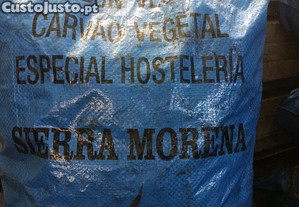 CustoJusto.pt
CARVÃO VEGETAL
ESPECIAL HOSTELERÍA
SIERRA MORENA